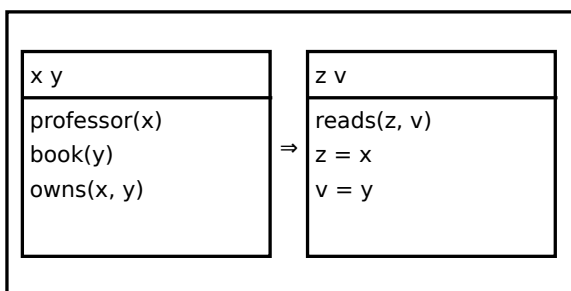 x y
professor(x)
book(y)
owns(x, y)
⇒
z v
reads(z, v)
z = x
v = y